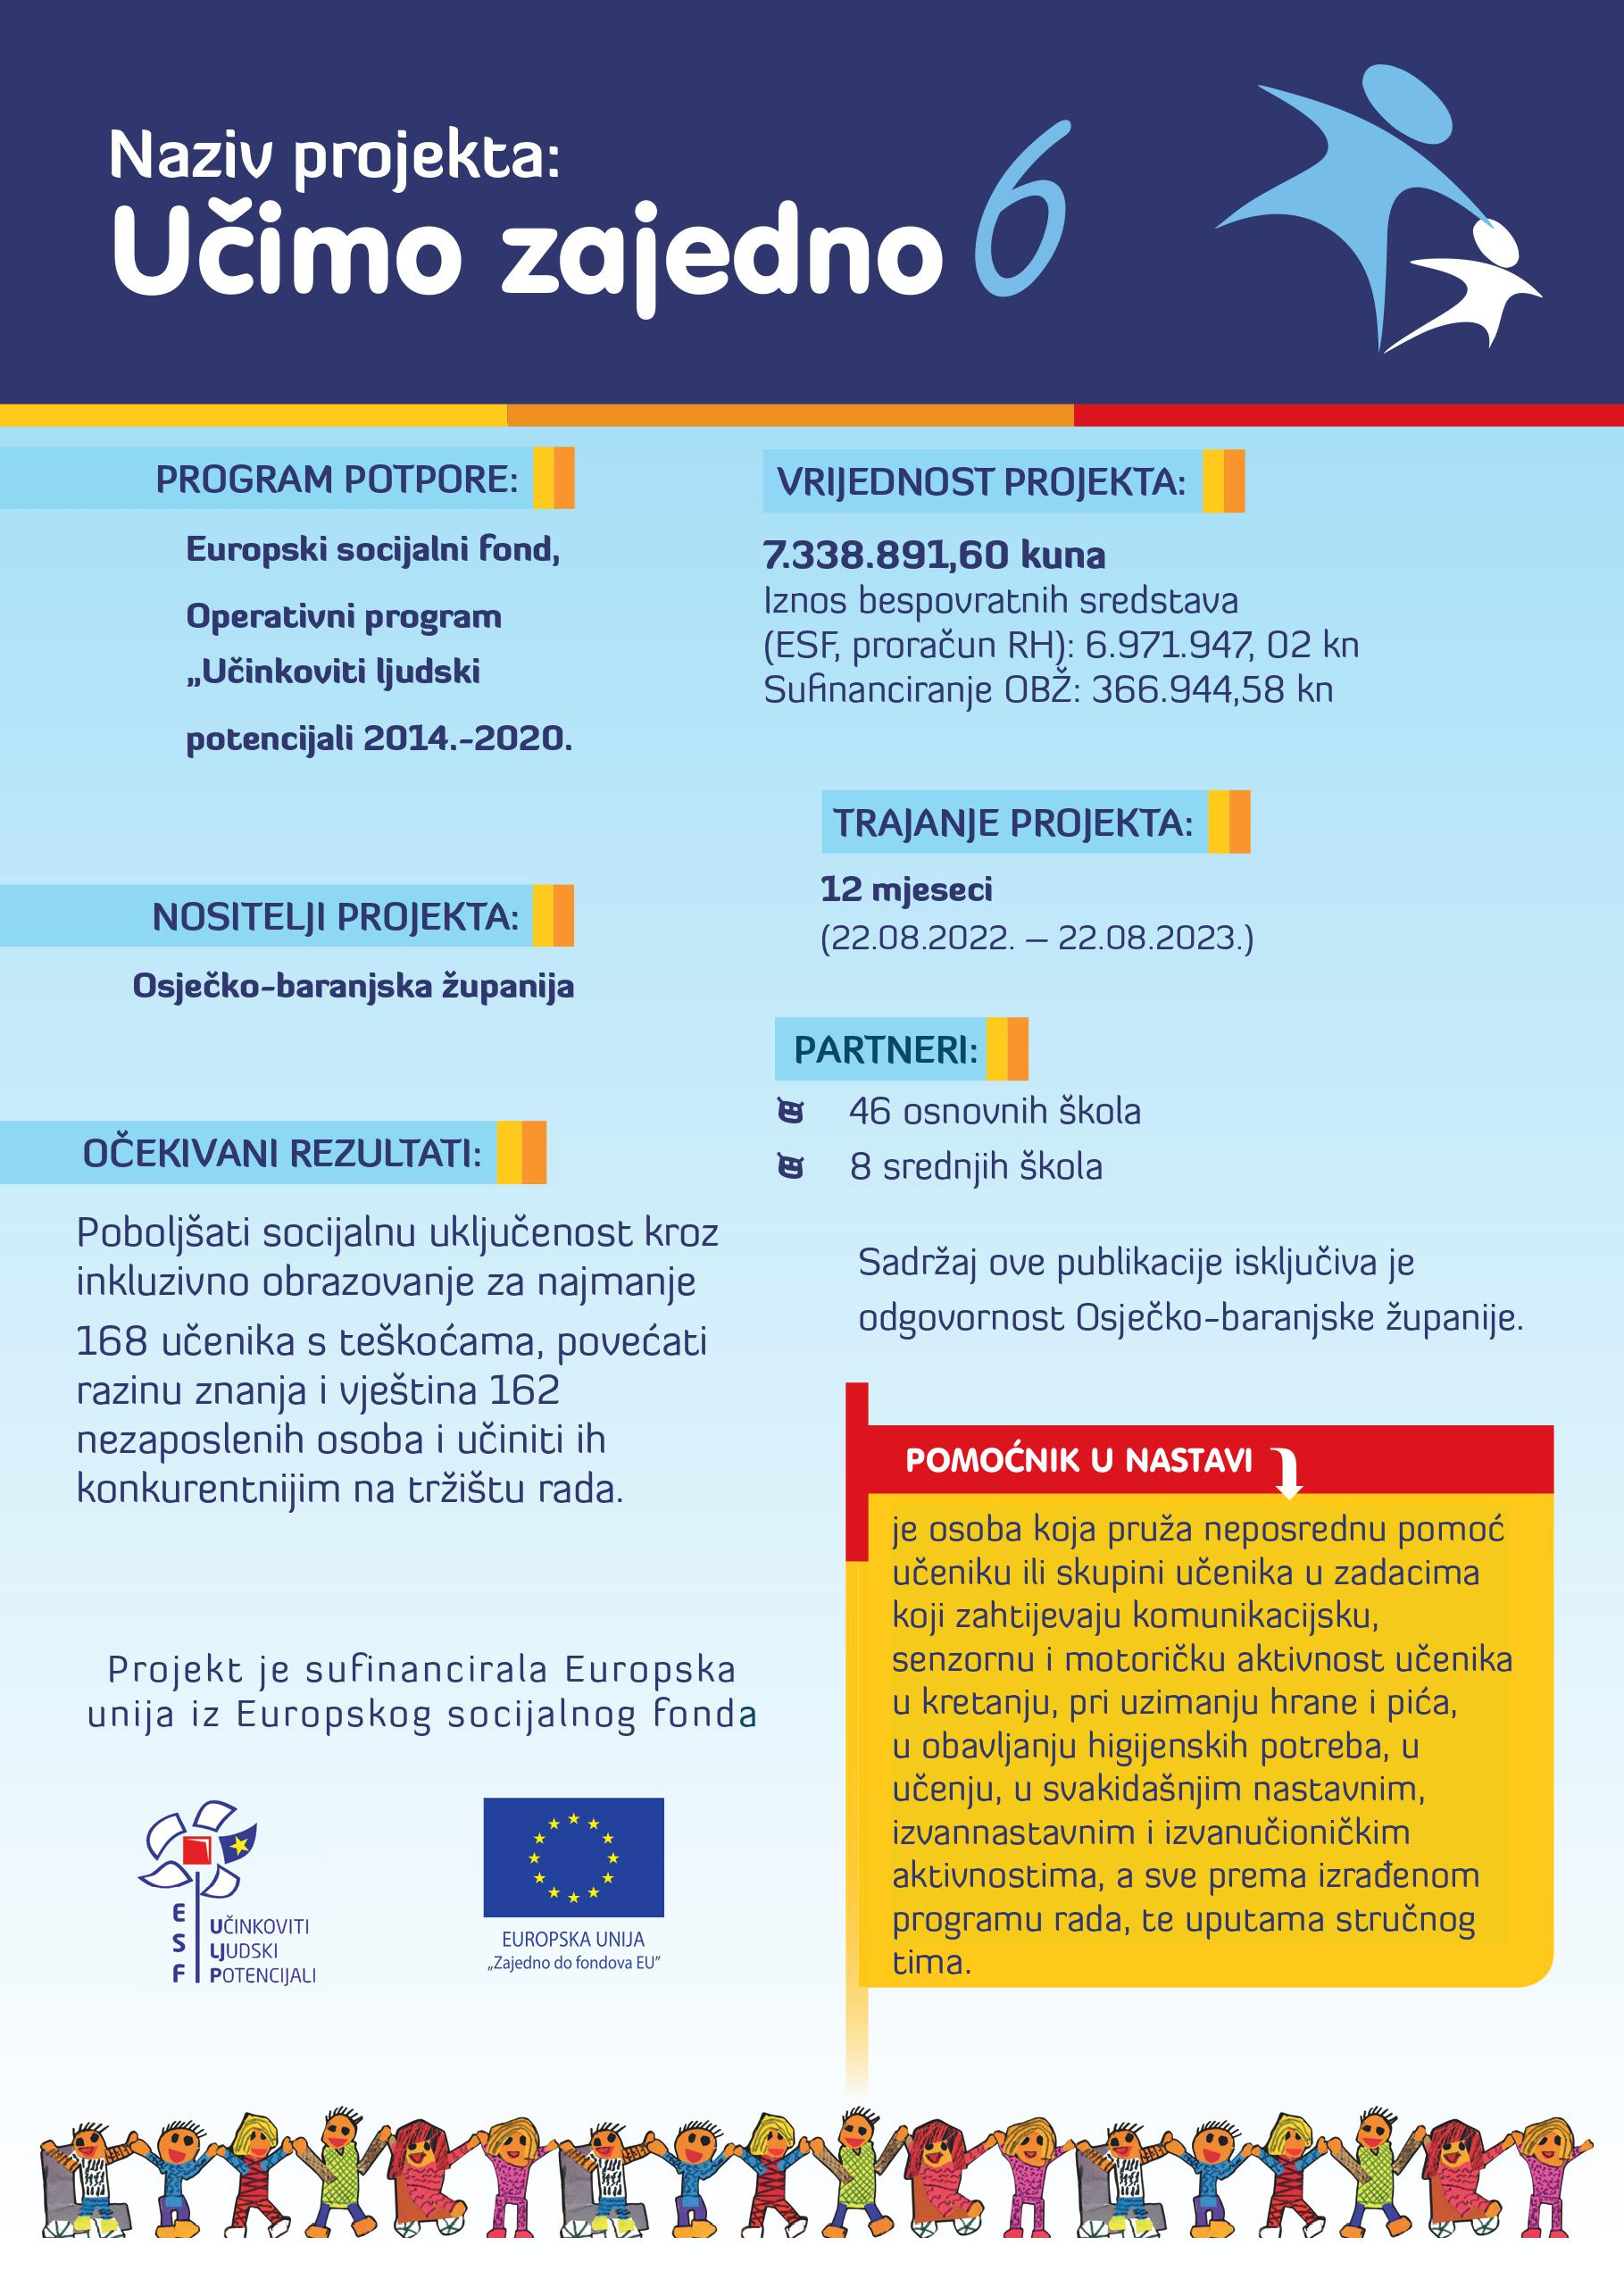 Naziv projekta:
Učimo zajedno 6
PROGRAM POTPORE:
Europski socijalni fond,
Operativni program
„Učinkoviti ljudski
potencijali 2014.-2020.
NOSITELJI PROJEKTA:
Osječko-baranjska županija
OČEKIVANI REZULTATI:
Poboljšati socijalnu uključenost kroz
inkluzivno obrazovanje za najmanje
168 učenika s teškoćama, povećati
razinu znanja i vještina 162
nezaposlenih osoba i učiniti ih
konkurentnijim na tržištu rada.
Projekt je sufinancirala Europska
unija iz Europskog socijalnog fonda
E
S
F
UČINKOVITI
LJUDSKI
POTENCIJALI
EUROPSKA UNIJA
„Zajedno do fondova EU”
VRIJEDNOST PROJEKTA:
7.338.891,60 kuna
Iznos bespovratnih sredstava
(ESF, proračun RH): 6.971.947, 02 kn
Sufinanciranje OBŽ: 366.944,58 kn
TRAJANJE PROJEKTA:
12 mjeseci
(22.08.2022. – 22.08.2023.)
PARTNERI:
46 osnovnih škola
8 srednjih škola
Sadržaj ove publikacije isključiva je
odgovornost Osječko-baranjske županije.
POMOĆNIK U NASTAVI
je osoba koja pruža neposrednu pomoć
učeniku ili skupini učenika u zadacima
koji zahtijevaju komunikacijsku,
senzornu i motoričku aktivnost učenika
u kretanju, pri uzimanju hrane i pića,
u obavljanju higijenskih potreba, u
učenju, u svakidašnjim nastavnim,
izvannastavnim i izvanučioničkim
aktivnostima, a sve prema izrađenom
programu rada, te uputama stručnog
tima.